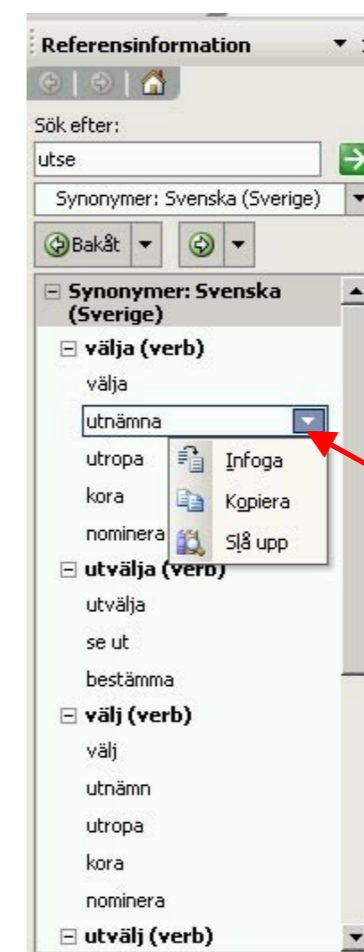 Referensinformation
Sök efter:
utse
Synonymer: Svenska (Sverige)
Bakåt
Synonymer: Svenska
(Sverige)
välja (verb)
välja
utnämna
utropa
kora
nominera
Infoga
Kopiera
Slå upp
utvälja (verb)
utvälja
se ut
bestämma
välj (verb)
välj
utnämn
utropa
kora
nominera
utvälj (verb)